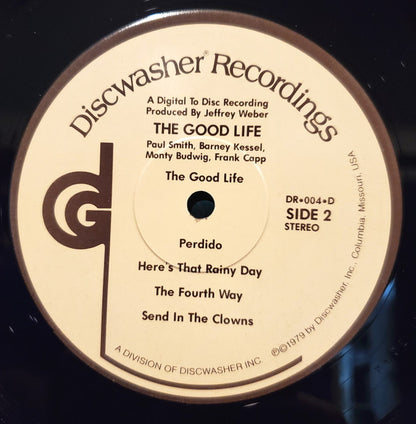 Discwasher® Recordings
A Digital To Disc Recording
Produced By Jeffrey Weber
THE GOOD LIFE
Paul Smith, Barney Kessel,
Monty Budwig, Frank Capp
The Good Life
DR•004•D
SIDE 2
STEREO
Perdido
Here's That Rainy Day
The Fourth Way
Send In The Clowns
A DIVISION OF DISCWASHER INC.
℗©1979 by Discwasher, Inc., Columbia, Missouri, USA